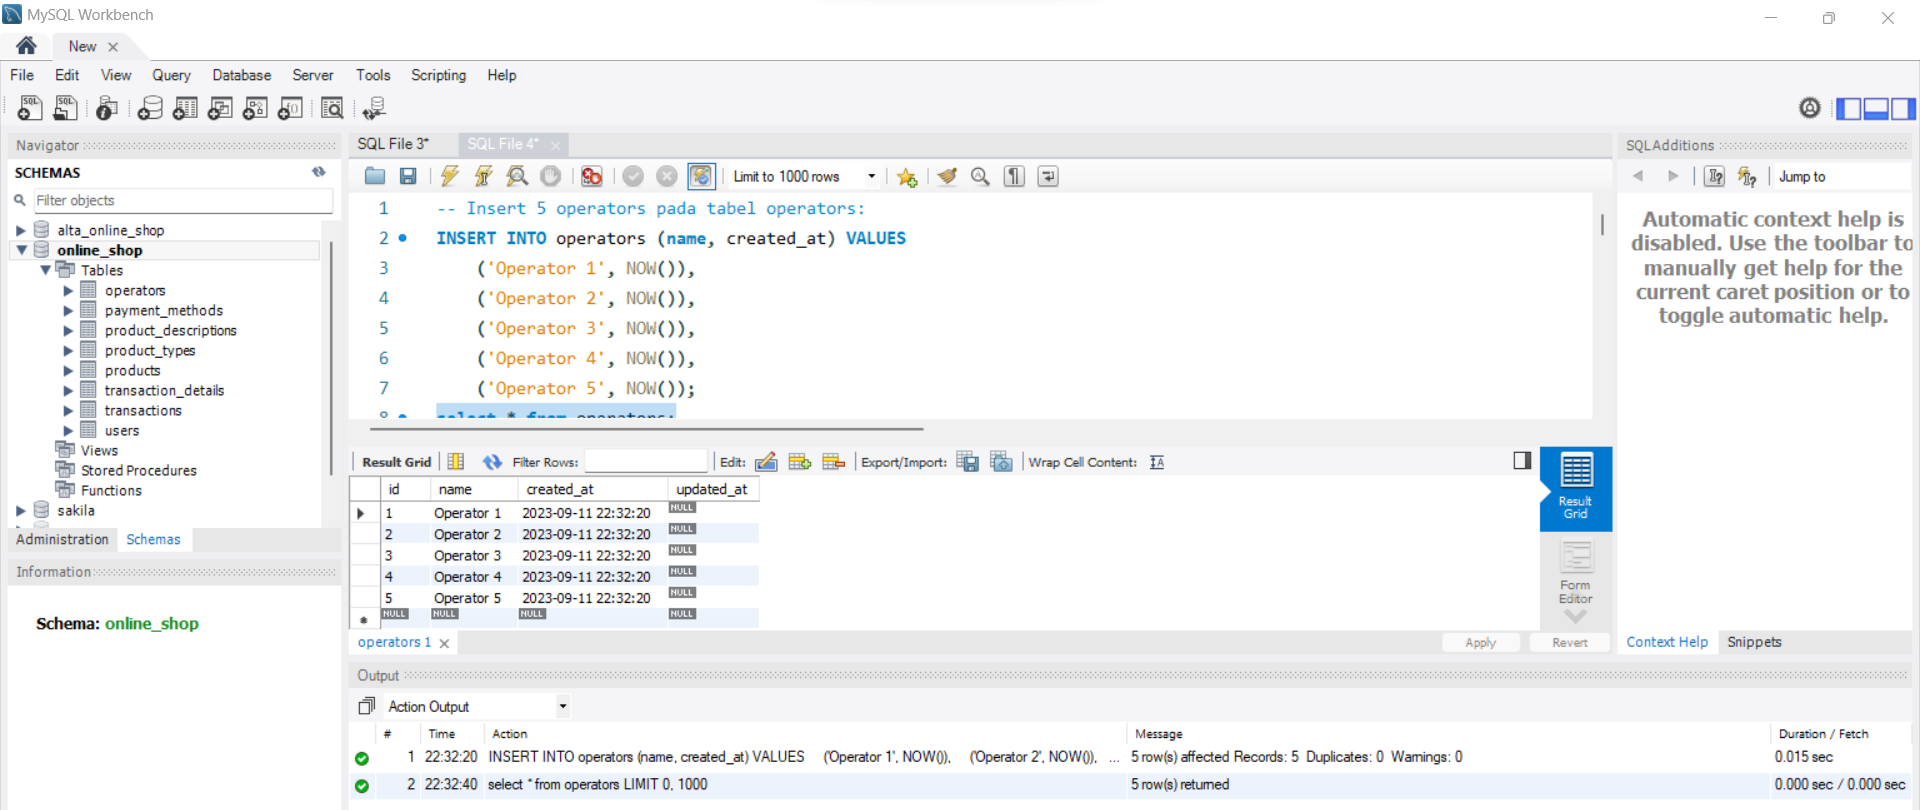 MySQL Workbench
New
File Edit View Query Database Server Tools Scripting Help
Navigator
SCHEMAS
Filter objects
alta_online_shop
online_shop
Tables
operators
payment_methods
product_descriptions
product_types
products
transaction_details
transactions
users
Views
Stored Procedures
Functions
sakila
Administration Schemas
Information
Schema: online_shop
SQL File 3* SQL File 4*
Limit to 1000 rows
1 -- Insert 5 operators pada tabel operators:
2 INSERT INTO operators (name, created_at) VALUES
3 ('Operator 1', NOW()),
4 ('Operator 2', NOW()),
5 ('Operator 3', NOW()),
6 ('Operator 4', NOW()),
7 ('Operator 5', NOW());
8 select * from operators;
Result Grid Filter Rows: Edit: Export/Import: Wrap Cell Content:
id name created_at updated_at
1 Operator 1 2023-09-11 22:32:20 NULL
2 Operator 2 2023-09-11 22:32:20 NULL
3 Operator 3 2023-09-11 22:32:20 NULL
4 Operator 4 2023-09-11 22:32:20 NULL
5 Operator 5 2023-09-11 22:32:20 NULL
NULL NULL NULL NULL
Result
Grid
Form
Editor
operators 1
Apply Revert
SQLAdditions
Jump to
Automatic context help is
disabled. Use the toolbar to
manually get help for the
current caret position or to
toggle automatic help.
Context Help Snippets
Output
Action Output
# Time Action Message Duration / Fetch
1 22:32:20 INSERT INTO operators (name, created_at) VALUES ('Operator 1', NOW()), ('Operator 2', NOW()), ... 5 row(s) affected Records: 5 Duplicates: 0 Warnings: 0 0.015 sec
2 22:32:40 select * from operators LIMIT 0, 1000 5 row(s) returned 0.000 sec / 0.000 sec